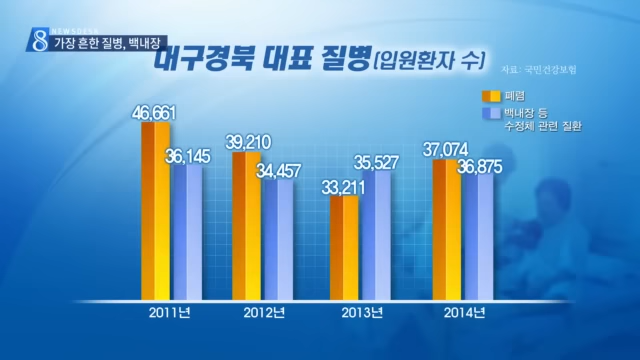 NEWSDESK
8 가장 흔한 질병, 백내장
대구경북 대표 질병(입원환자 수)
자료 : 국민건강보험
폐렴
백내장 등
수정체 관련 질환
46,661
36,145
39,210
34,457
33,211
35,527
37,074
36,875
2011년
2012년
2013년
2014년